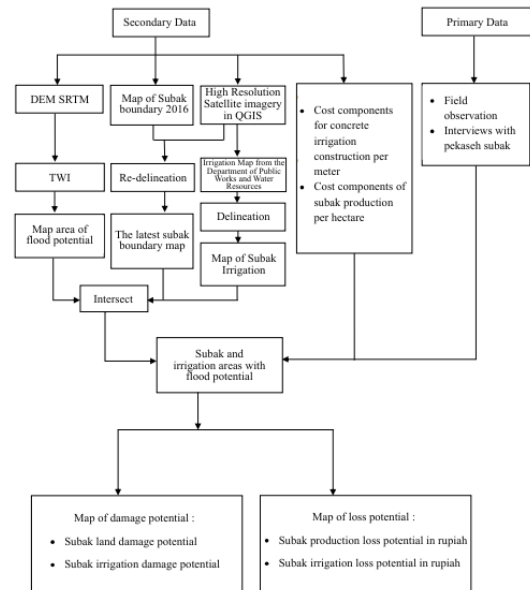 Secondary Data
Primary Data
DEM SRTM
Map of Subak
boundary 2016
High Resolution
Satellite imagery
in QGIS
• Cost components
for concrete
irrigation
construction per
meter
• Cost components of
subak production
per hectare
• Field
observation
• Interviews with
pekaseh subak
TWI
Re-delineation
Irrigation Map from the
Department of Public
Works and Water
Resources
Map area of
flood potential
The latest subak
boundary map
Delineation
Map of Subak
Irrigation
Intersect
Subak and
irrigation areas with
flood potential
Map of damage potential :
• Subak land damage potential
• Subak irrigation damage potential
Map of loss potential :
• Subak production loss potential in rupiah
• Subak irrigation loss potential in rupiah